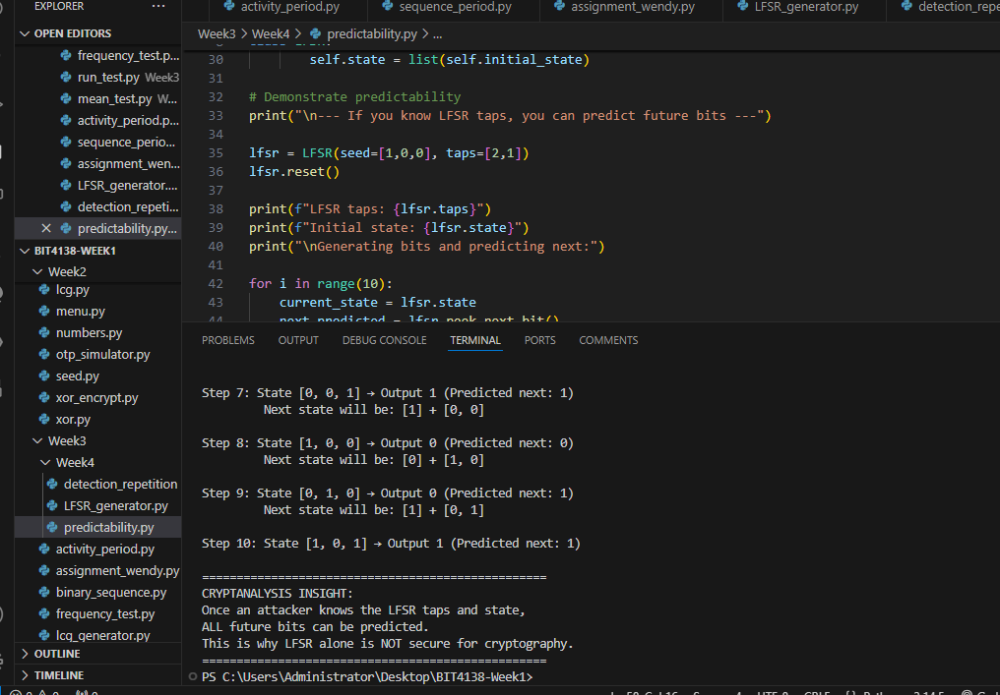 EXPLORER
···
OPEN EDITORS
frequency_test.p...
run_test.py Week3
mean_test.py W...
activity_period.p...
sequence_perio...
assignment_wen...
LFSR_generator....
detection_repeti...
predictability.py...
BIT4138-WEEK1
Week2
lcg.py
menu.py
numbers.py
otp_simulator.py
seed.py
xor_encrypt.py
xor.py
Week3
Week4
detection_repetition
LFSR_generator.py
predictability.py
activity_period.py
assignment_wendy.py
binary_sequence.py
frequency_test.py
lcg_generator.py
OUTLINE
TIMELINE
activity_period.py
sequence_period.py
assignment_wendy.py
LFSR_generator.py
detection_repe
Week3 > Week4 > predictability.py > ...
30 self.state = list(self.initial_state)
31
32 # Demonstrate predictability
33 print("\n--- If you know LFSR taps, you can predict future bits ---")
34
35 lfsr = LFSR(seed=[1,0,0], taps=[2,1])
36 lfsr.reset()
37
38 print(f"LFSR taps: {lfsr.taps}")
39 print(f"Initial state: {lfsr.state}")
40 print("\nGenerating bits and predicting next:")
41
42 for i in range(10):
43 current_state = lfsr.state
44 next_predicted = lfsr.peek_next_bit()
PROBLEMS OUTPUT DEBUG CONSOLE TERMINAL PORTS COMMENTS
Step 7: State [0, 0, 1] → Output 1 (Predicted next: 1)
Next state will be: [1] + [0, 0]
Step 8: State [1, 0, 0] → Output 0 (Predicted next: 0)
Next state will be: [0] + [1, 0]
Step 9: State [0, 1, 0] → Output 0 (Predicted next: 1)
Next state will be: [1] + [0, 1]
Step 10: State [1, 0, 1] → Output 1 (Predicted next: 1)
==================================================
CRYPTANALYSIS INSIGHT:
Once an attacker knows the LFSR taps and state,
ALL future bits can be predicted.
This is why LFSR alone is NOT secure for cryptography.
==================================================
PS C:\Users\Administrator\Desktop\BIT4138-Week1>